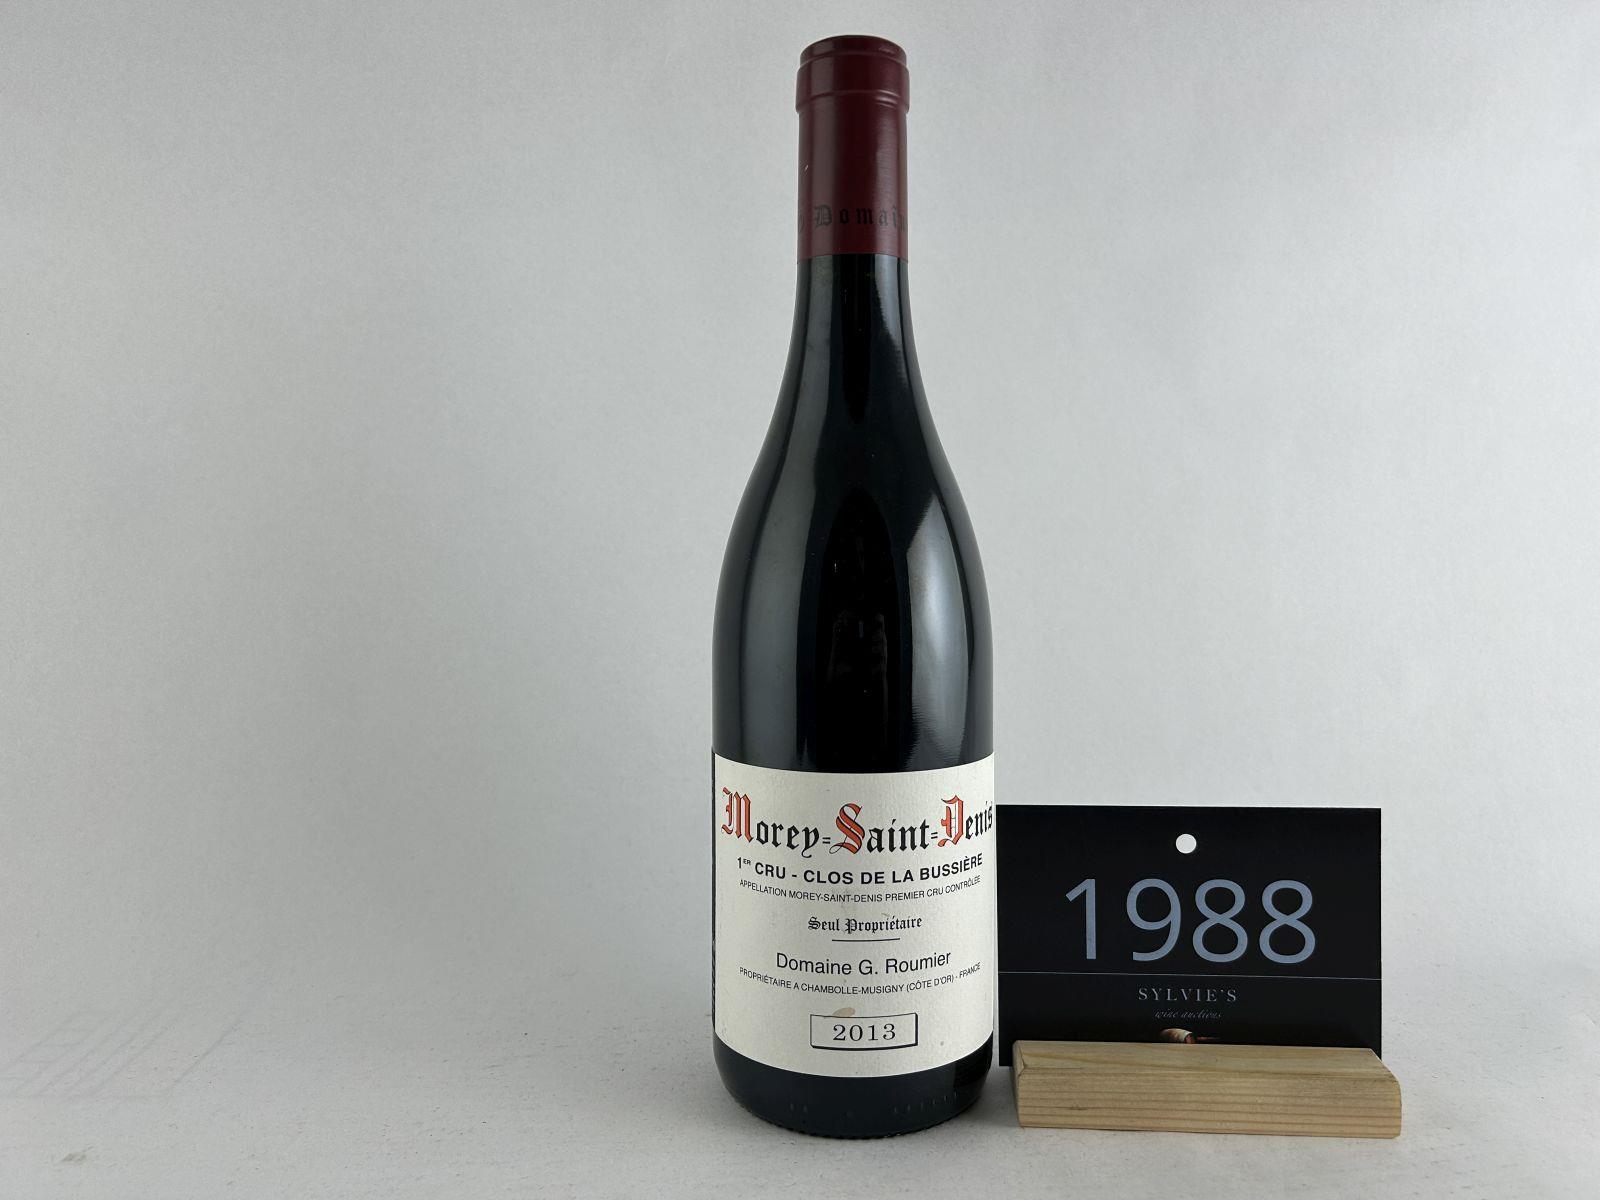 Domain
Morey=Saint=Denis
1ER CRU - CLOS DE LA BUSSIÈRE
APPELLATION MOREY-SAINT-DENIS PREMIER CRU CONTRÔLÉE
Seul Propriétaire
Domaine G. Roumier
PROPRIÉTAIRE A CHAMBOLLE-MUSIGNY (CÔTE D'OR) - FRANCE
2013
1988
SYLVIE'S
wine auctions